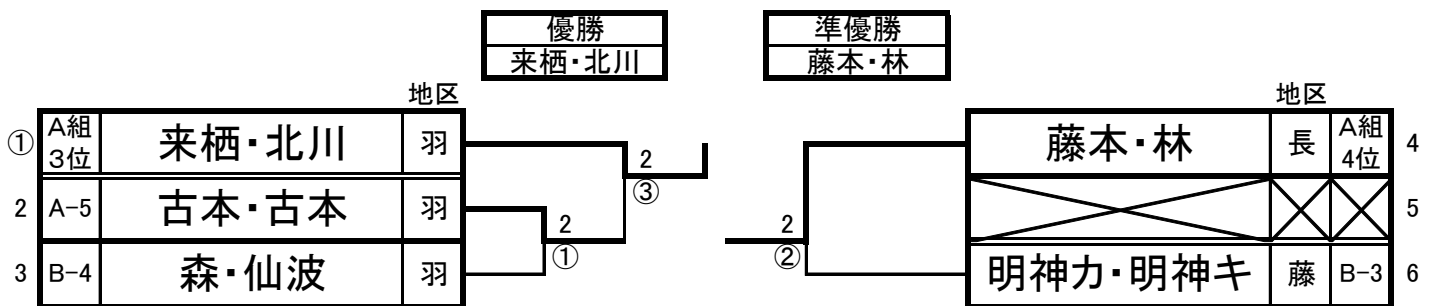 優勝 準優勝
来栖・北川 藤本・林
地区 地区
① A組3位 来栖・北川 羽 藤本・林 長 A組4位 4
2
③
2 A-5 古本・古本 羽 5
2 2
① ②
3 B-4 森・仙波 羽 明神力・明神キ 藤 B-3 6